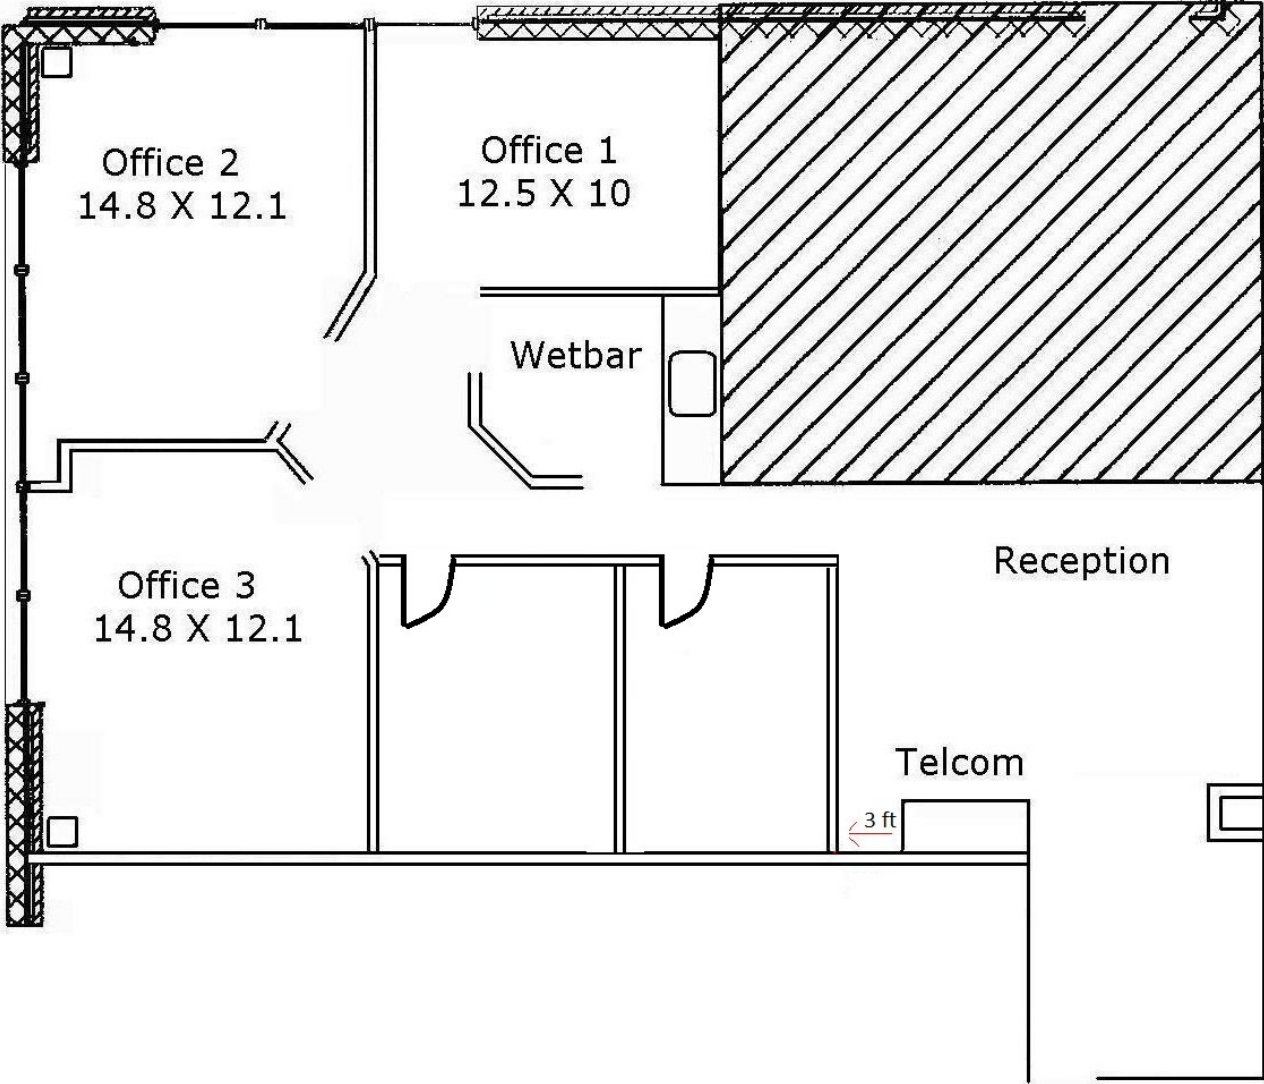 Office 2
14.8 X 12.1
Office 1
12.5 X 10
Wetbar
Office 3
14.8 X 12.1
Reception
Telcom
3 ft